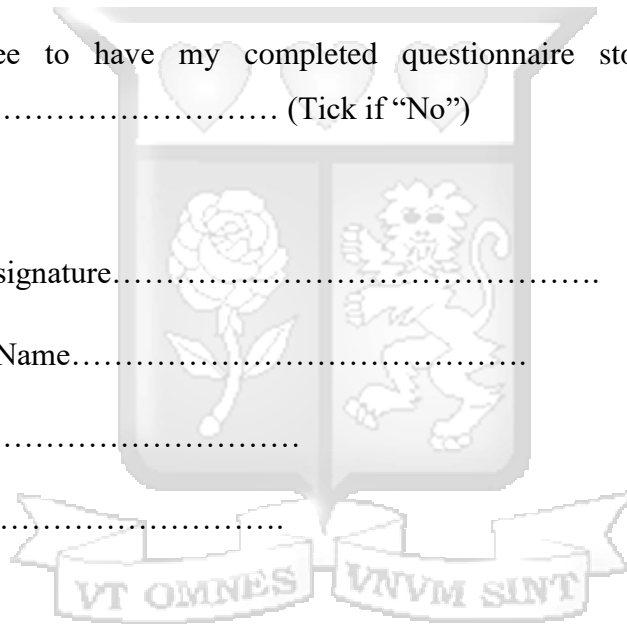 ee to have my completed questionnaire sto
………………………… (Tick if “No”)
signature……………………………………………….
Name…………………………………………….
………………………….
………………………….
VT OMNES VNVM SINT